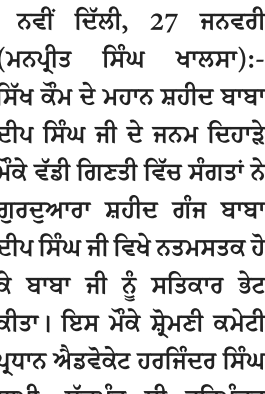 ਨਵੀਂ ਦਿੱਲੀ, 27 ਜਨਵਰੀ
(ਮਨਪ੍ਰੀਤ ਸਿੰਘ ਖਾਲਸਾ):-
ਸਿੱਖ ਕੌਮ ਦੇ ਮਹਾਨ ਸ਼ਹੀਦ ਬਾਬਾ
ਦੀਪ ਸਿੰਘ ਜੀ ਦੇ ਜਨਮ ਦਿਹਾੜੇ
ਮੌਕੇ ਵੱਡੀ ਗਿਣਤੀ ਵਿੱਚ ਸੰਗਤਾਂ ਨੇ
ਗੁਰਦੁਆਰਾ ਸ਼ਹੀਦ ਗੰਜ ਬਾਬਾ
ਦੀਪ ਸਿੰਘ ਜੀ ਵਿਖੇ ਨਤਮਸਤਕ ਹੋ
ਕੇ ਬਾਬਾ ਜੀ ਨੂੰ ਸਤਿਕਾਰ ਭੇਟ
ਕੀਤਾ। ਇਸ ਮੌਕੇ ਸ਼੍ਰੋਮਣੀ ਕਮੇਟੀ
ਪ੍ਰਧਾਨ ਐਡਵੋਕੇਟ ਹਰਜਿੰਦਰ ਸਿੰਘ